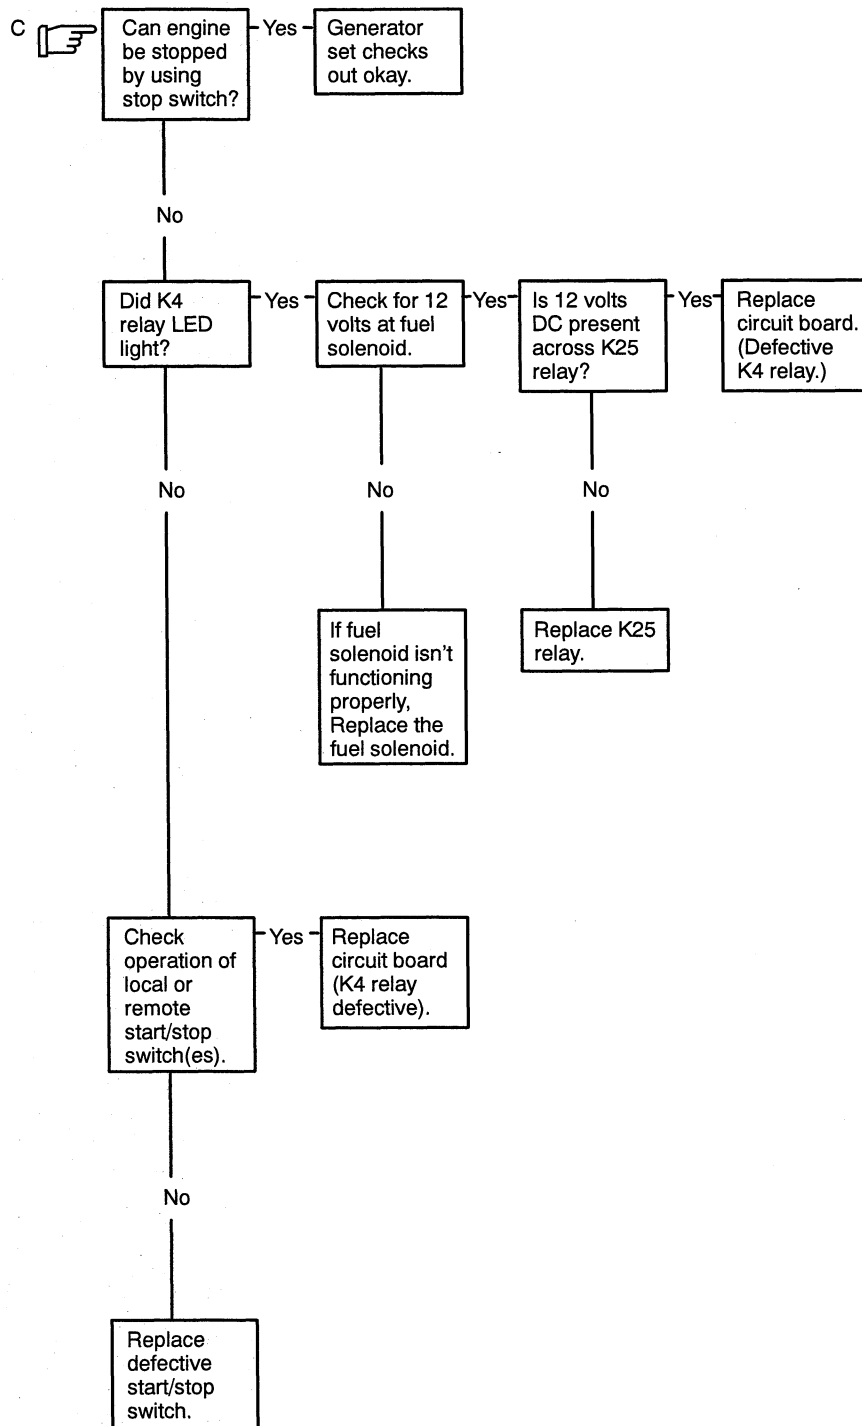 C
Can engine
be stopped
by using
stop switch?
Yes
Generator
set checks
out okay.
No
Did K4
relay LED
light?
Yes
Check for 12
volts at fuel
solenoid.
Yes
Is 12 volts
DC present
across K25
relay?
Yes
Replace
circuit board.
(Defective
K4 relay.)
No
No
No
If fuel
solenoid isn't
functioning
properly,
Replace the
fuel solenoid.
Replace K25
relay.
Check
operation of
local or
remote
start/stop
switch(es).
Yes
Replace
circuit board
(K4 relay
defective).
No
Replace
defective
start/stop
switch.